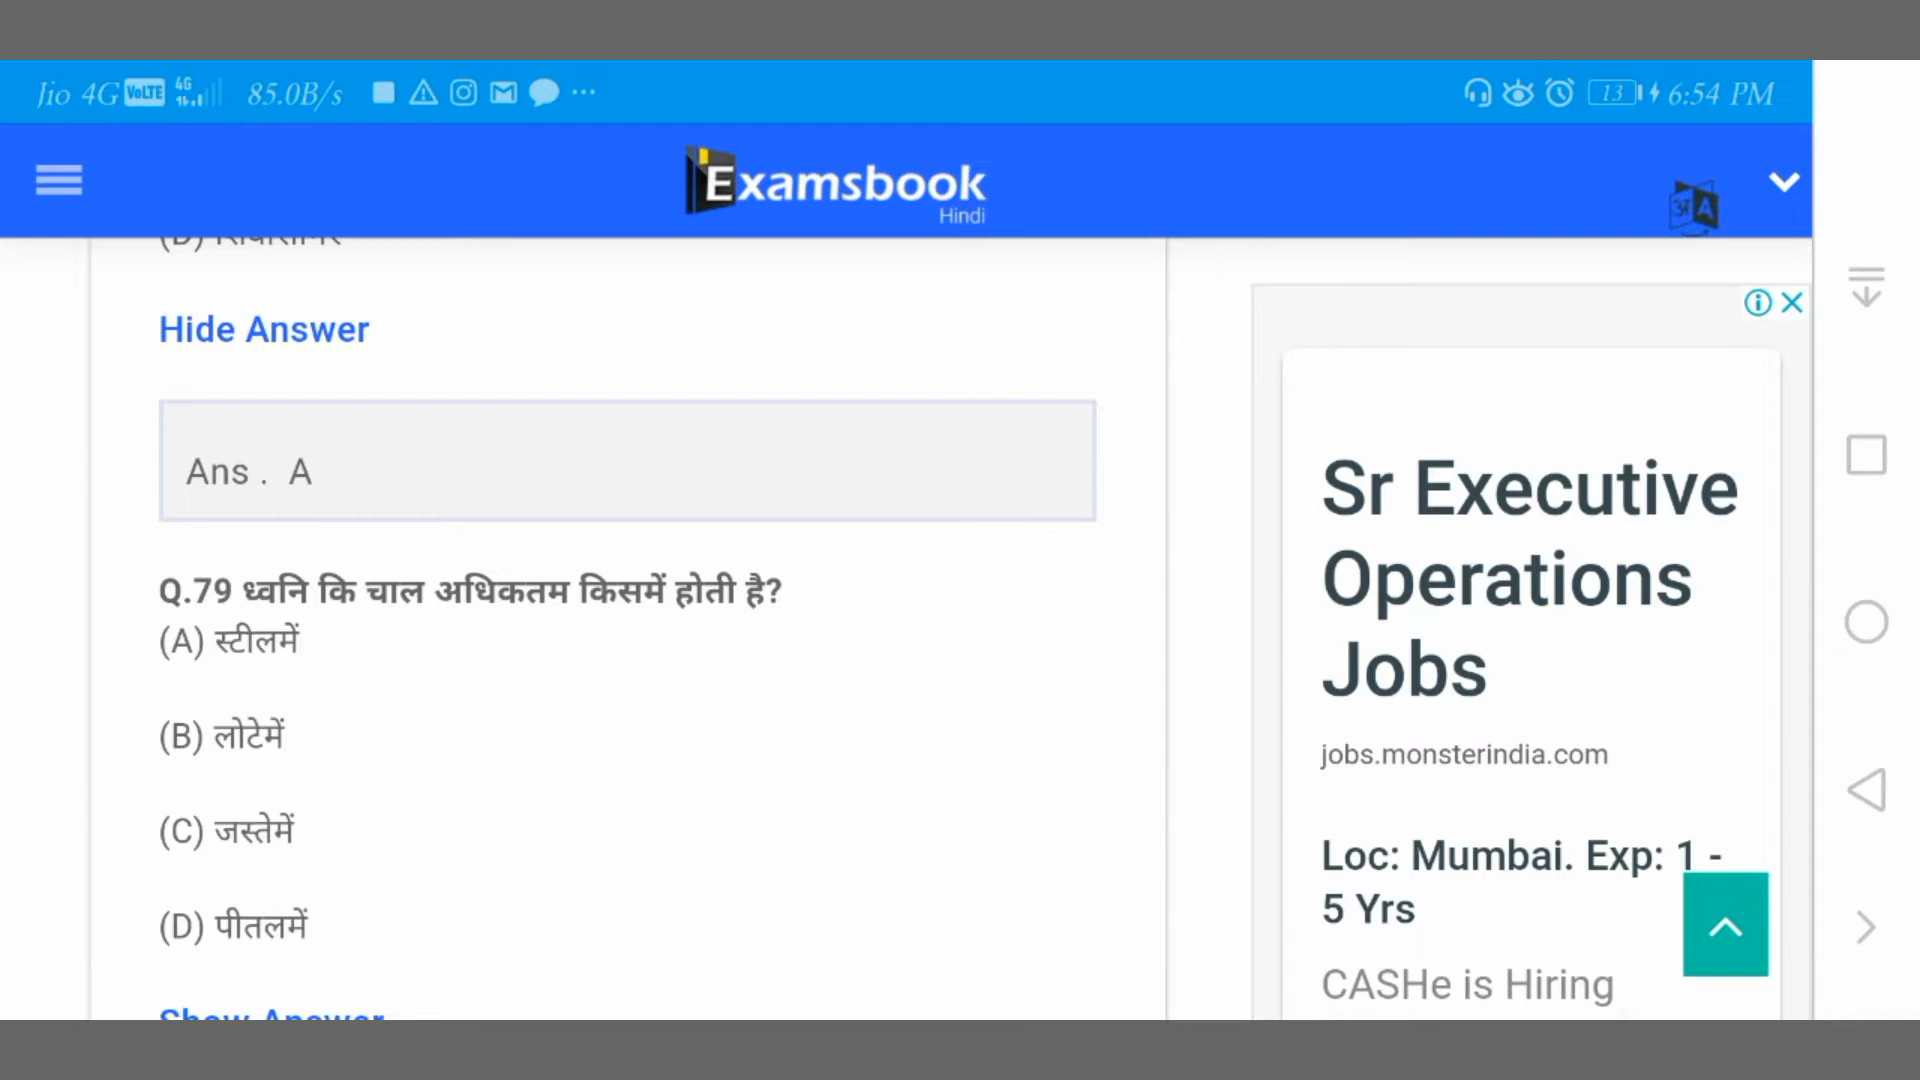 Jio 4G VoLTE 4G 85.0B/s 13 6:54 PM
Examsbook
Hindi
Hide Answer
Ans . A
Q.79 ध्वनि कि चाल अधिकतम किसमें होती है?
(A) स्टीलमें
(B) लोटेमें
(C) जस्तेमें
(D) पीतलमें
Show Answer
Sr Executive
Operations
Jobs
jobs.monsterindia.com
Loc: Mumbai. Exp: 1 -
5 Yrs
CASHe is Hiring